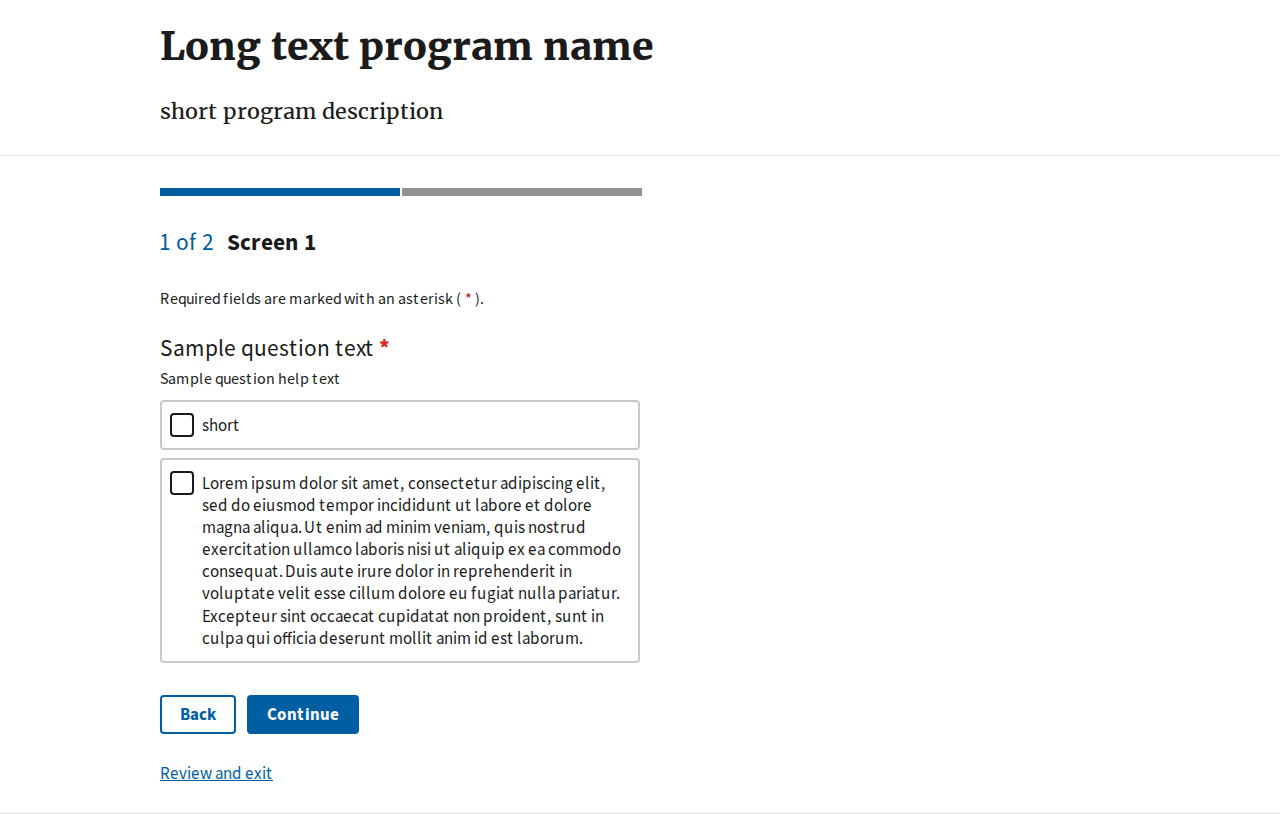 Long text program name
short program description
1 of 2 Screen 1
Required fields are marked with an asterisk ( * ).
Sample question text *
Sample question help text
short
Lorem ipsum dolor sit amet, consectetur adipiscing elit,
sed do eiusmod tempor incididunt ut labore et dolore
magna aliqua. Ut enim ad minim veniam, quis nostrud
exercitation ullamco laboris nisi ut aliquip ex ea commodo
consequat. Duis aute irure dolor in reprehenderit in
voluptate velit esse cillum dolore eu fugiat nulla pariatur.
Excepteur sint occaecat cupidatat non proident, sunt in
culpa qui officia deserunt mollit anim id est laborum.
Back Continue
Review and exit